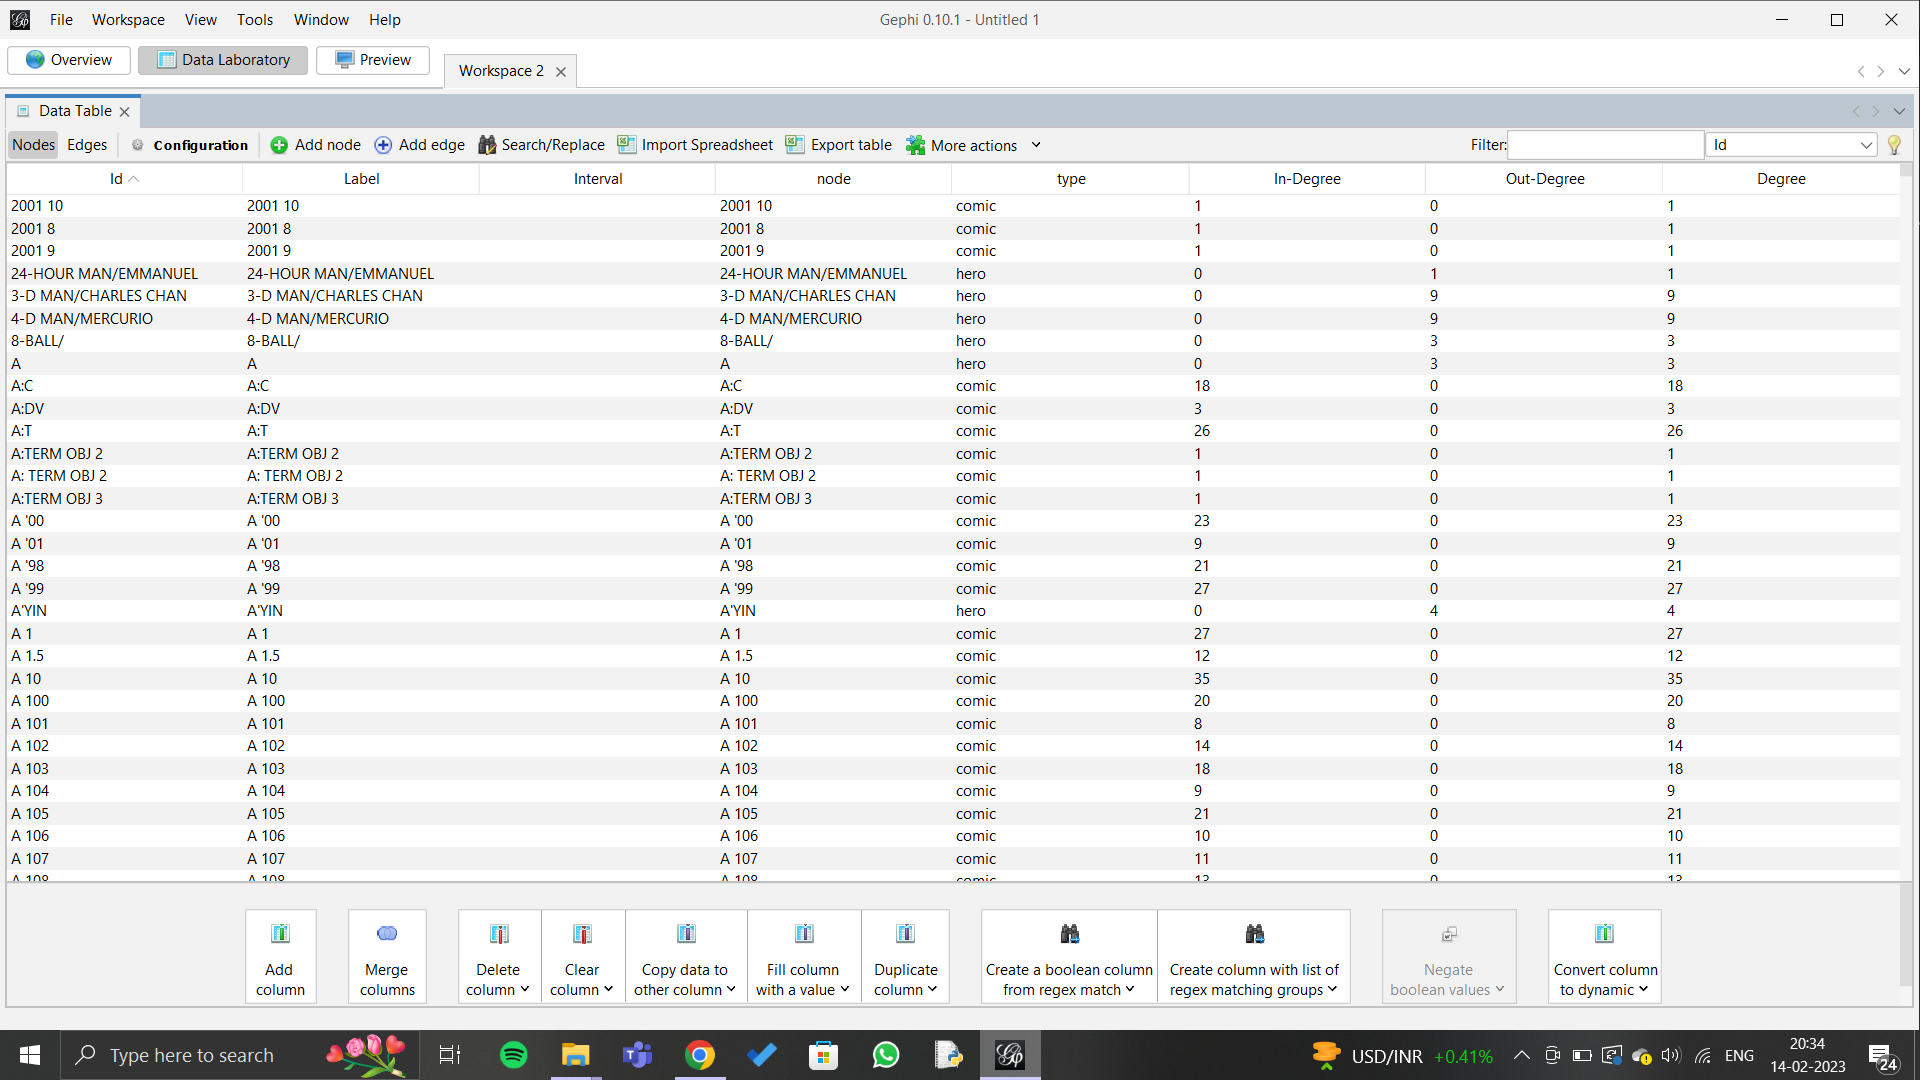 File Workspace View Tools Window Help
Gephi 0.10.1 - Untitled 1
Overview Data Laboratory Preview Workspace 2
Data Table
Nodes Edges Configuration Add node Add edge Search/Replace Import Spreadsheet Export table More actions Filter: Id
Id Label Interval node type In-Degree Out-Degree Degree
2001 10 2001 10 2001 10 comic 1 0 1
2001 8 2001 8 2001 8 comic 1 0 1
2001 9 2001 9 2001 9 comic 1 0 1
24-HOUR MAN/EMMANUEL 24-HOUR MAN/EMMANUEL 24-HOUR MAN/EMMANUEL hero 0 1 1
3-D MAN/CHARLES CHAN 3-D MAN/CHARLES CHAN 3-D MAN/CHARLES CHAN hero 0 9 9
4-D MAN/MERCURIO 4-D MAN/MERCURIO 4-D MAN/MERCURIO hero 0 9 9
8-BALL/ 8-BALL/ 8-BALL/ hero 0 3 3
A A A hero 0 3 3
A:C A:C A:C comic 18 0 18
A:DV A:DV A:DV comic 3 0 3
A:T A:T A:T comic 26 0 26
A:TERM OBJ 2 A:TERM OBJ 2 A:TERM OBJ 2 comic 1 0 1
A: TERM OBJ 2 A: TERM OBJ 2 A: TERM OBJ 2 comic 1 0 1
A:TERM OBJ 3 A:TERM OBJ 3 A:TERM OBJ 3 comic 1 0 1
A '00 A '00 A '00 comic 23 0 23
A '01 A '01 A '01 comic 9 0 9
A '98 A '98 A '98 comic 21 0 21
A '99 A '99 A '99 comic 27 0 27
A'YIN A'YIN A'YIN hero 0 4 4
A 1 A 1 A 1 comic 27 0 27
A 1.5 A 1.5 A 1.5 comic 12 0 12
A 10 A 10 A 10 comic 35 0 35
A 100 A 100 A 100 comic 20 0 20
A 101 A 101 A 101 comic 8 0 8
A 102 A 102 A 102 comic 14 0 14
A 103 A 103 A 103 comic 18 0 18
A 104 A 104 A 104 comic 9 0 9
A 105 A 105 A 105 comic 21 0 21
A 106 A 106 A 106 comic 10 0 10
A 107 A 107 A 107 comic 11 0 11
A 108 A 108 A 108 comic 13 0 13
Add column
Merge columns
Delete column
Clear column
Copy data to other column
Fill column with a value
Duplicate column
Create a boolean column from regex match
Create column with list of regex matching groups
Negate boolean values
Convert column to dynamic
Type here to search USD/INR +0.41% ENG 20:34
14-02-2023 24